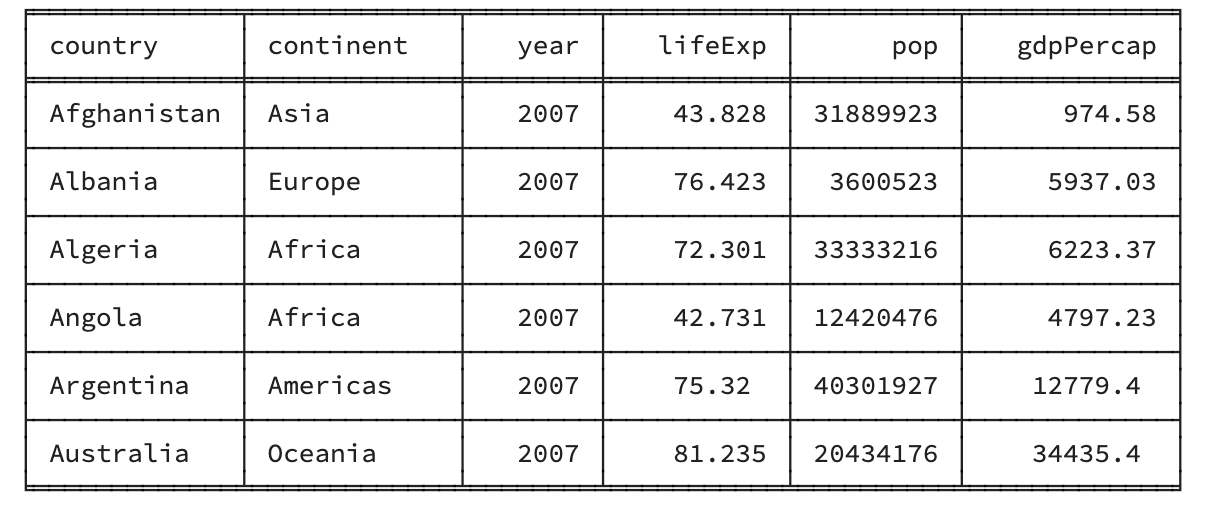 country continent year lifeExp pop gdpPercap
Afghanistan Asia 2007 43.828 31889923 974.58
Albania Europe 2007 76.423 3600523 5937.03
Algeria Africa 2007 72.301 33333216 6223.37
Angola Africa 2007 42.731 12420476 4797.23
Argentina Americas 2007 75.32 40301927 12779.4
Australia Oceania 2007 81.235 20434176 34435.4